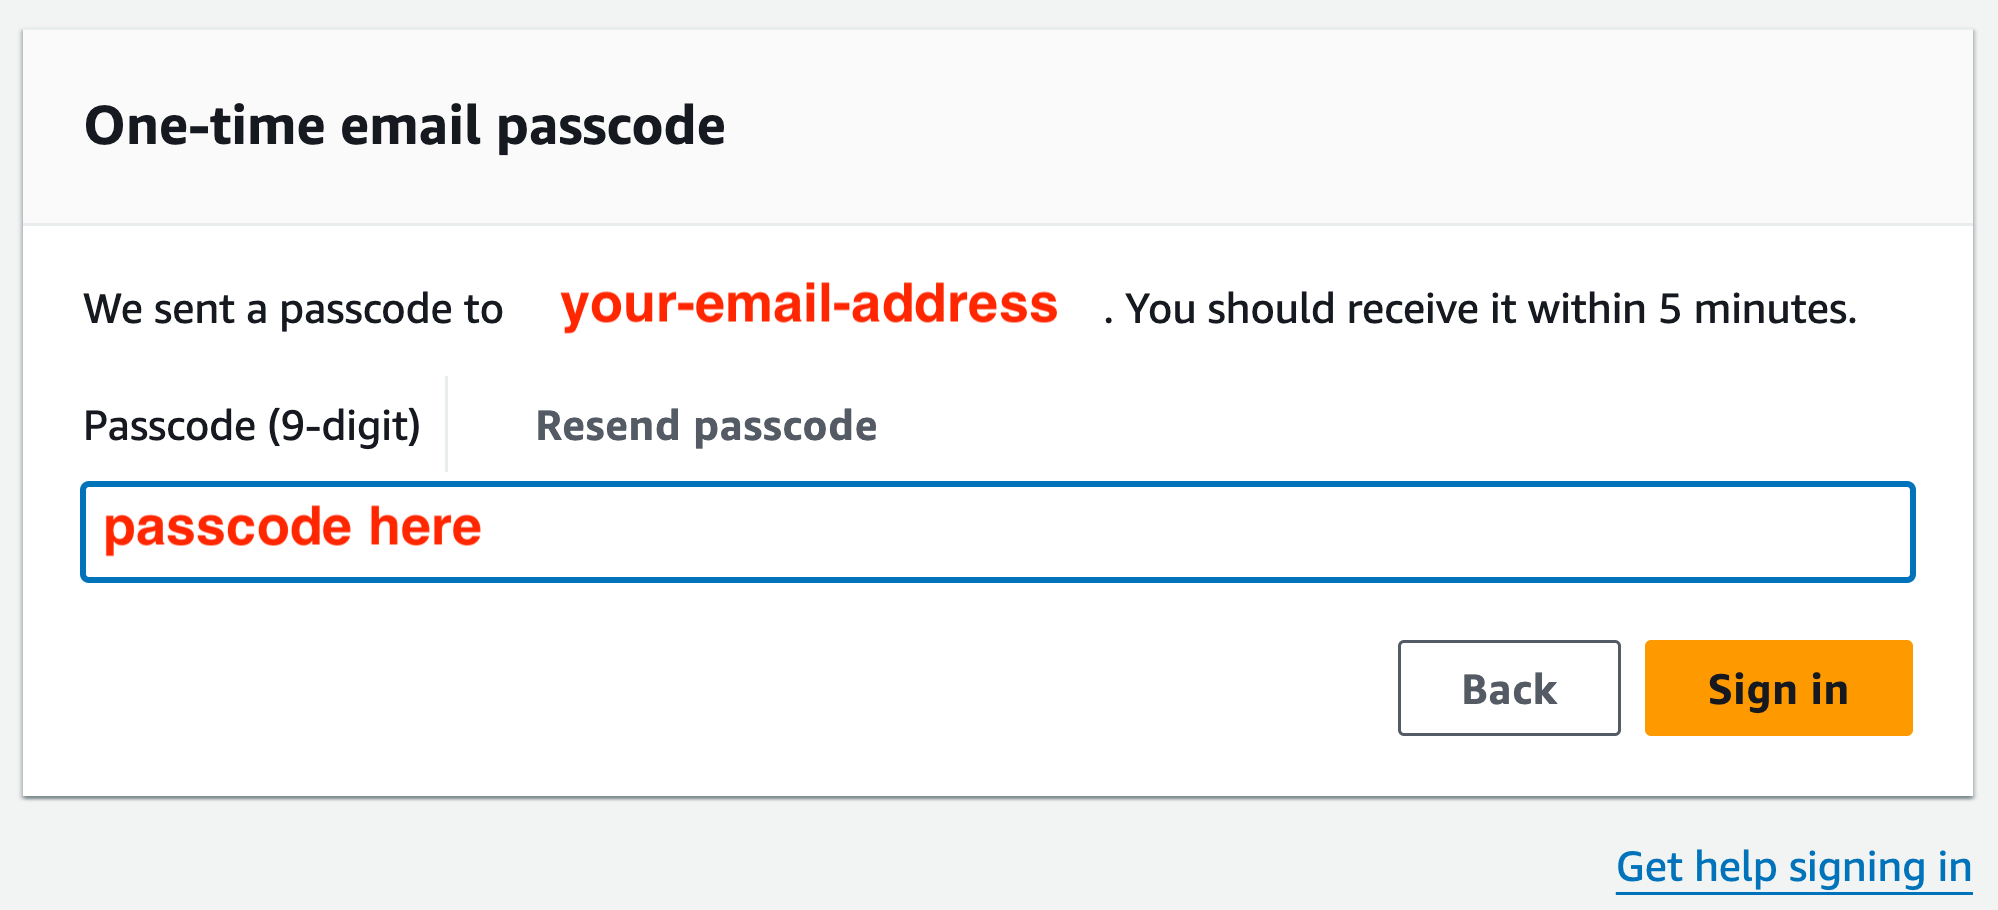 One-time email passcode
We sent a passcode to your-email-address . You should receive it within 5 minutes.
Passcode (9-digit) Resend passcode
passcode here
Back Sign in
Get help signing in